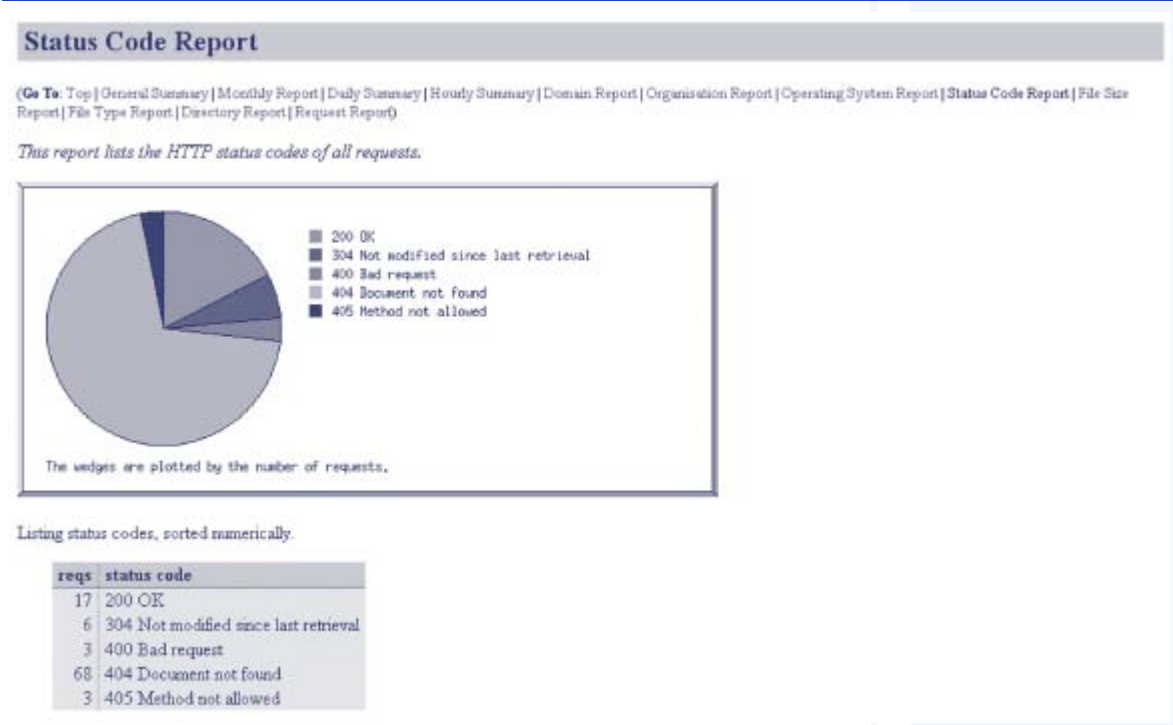 Status Code Report
(Go To: Top | General Summary | Monthly Report | Daily Summary | Hourly Summary | Domain Report | Organisation Report | Operating System Report | Status Code Report | File Size
Report | File Type Report | Directory Report | Request Report)
This report lists the HTTP status codes of all requests.
200 OK
304 Not modified since last retrieval
400 Bad request
404 Document not found
405 Method not allowed
The wedges are plotted by the number of requests.
Listing status codes, sorted numerically.
reqs status code
17 200 OK
6 304 Not modified since last retrieval
3 400 Bad request
68 404 Document not found
3 405 Method not allowed